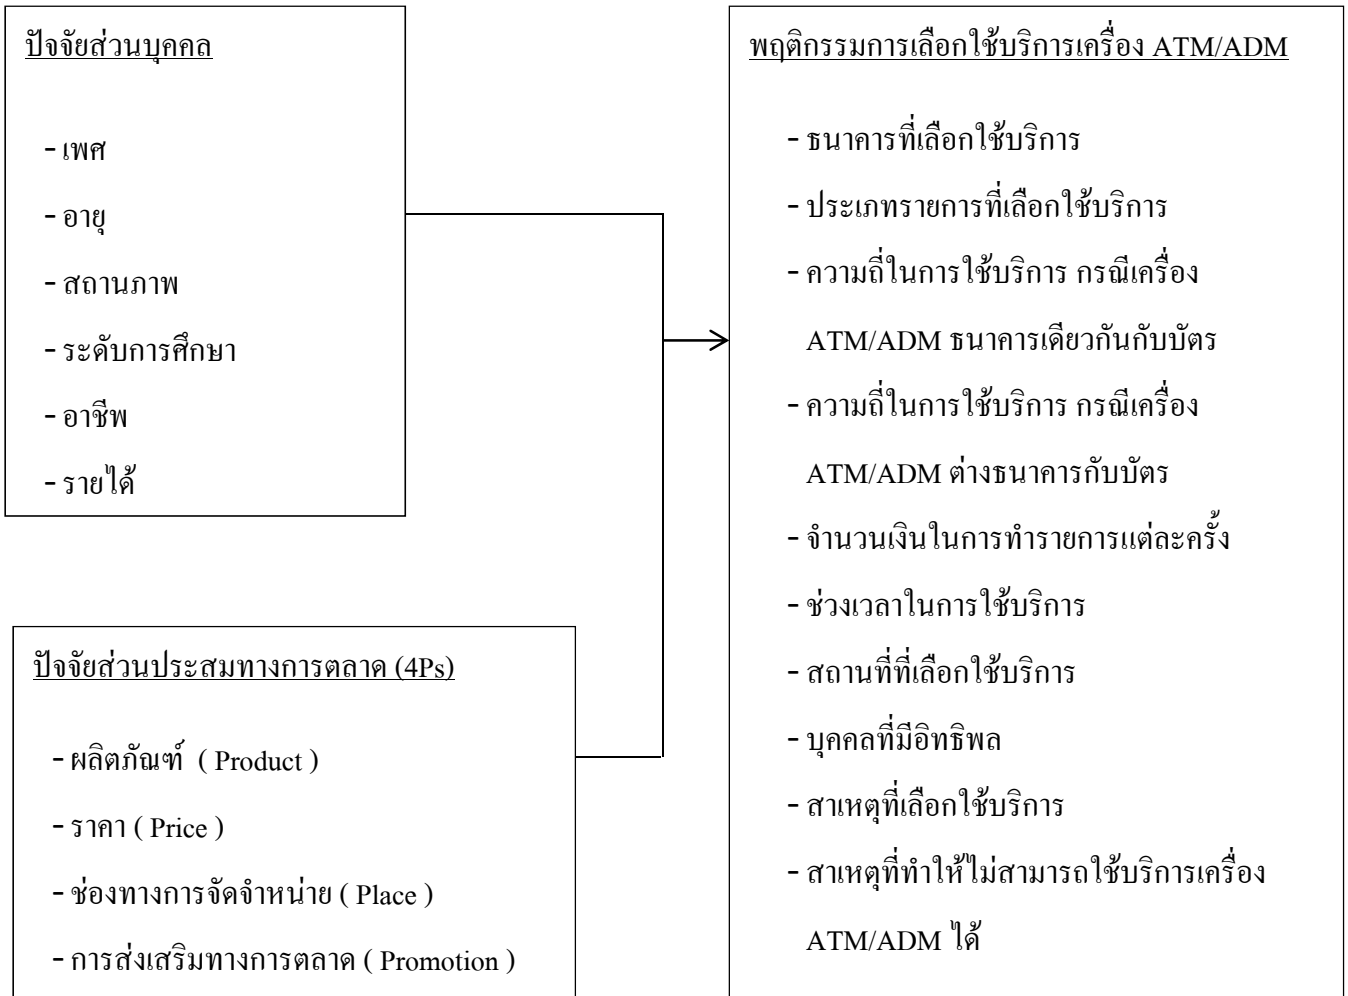 ปัจจัยส่วนบุคคล
- เพศ
- อายุ
- สถานภาพ
- ระดับการศึกษา
- อาชีพ
- รายได้
ปัจจัยส่วนประสมทางการตลาด (4Ps)
- ผลิตภัณฑ์ ( Product )
- ราคา ( Price )
- ช่องทางการจัดจำหน่าย ( Place )
- การส่งเสริมทางการตลาด ( Promotion )
พฤติกรรมการเลือกใช้บริการเครื่อง ATM/ADM
- ธนาคารที่เลือกใช้บริการ
- ประเภทรายการที่เลือกใช้บริการ
- ความถี่ในการใช้บริการ กรณีเครื่อง
ATM/ADM ธนาคารเดียวกันกับบัตร
- ความถี่ในการใช้บริการ กรณีเครื่อง
ATM/ADM ต่างธนาคารกับบัตร
- จำนวนเงินในการทำรายการแต่ละครั้ง
- ช่วงเวลาในการใช้บริการ
- สถานที่ที่เลือกใช้บริการ
- บุคคลที่มีอิทธิพล
- สาเหตุที่เลือกใช้บริการ
- สาเหตุที่ทำให้ไม่สามารถใช้บริการเครื่อง
ATM/ADM ได้